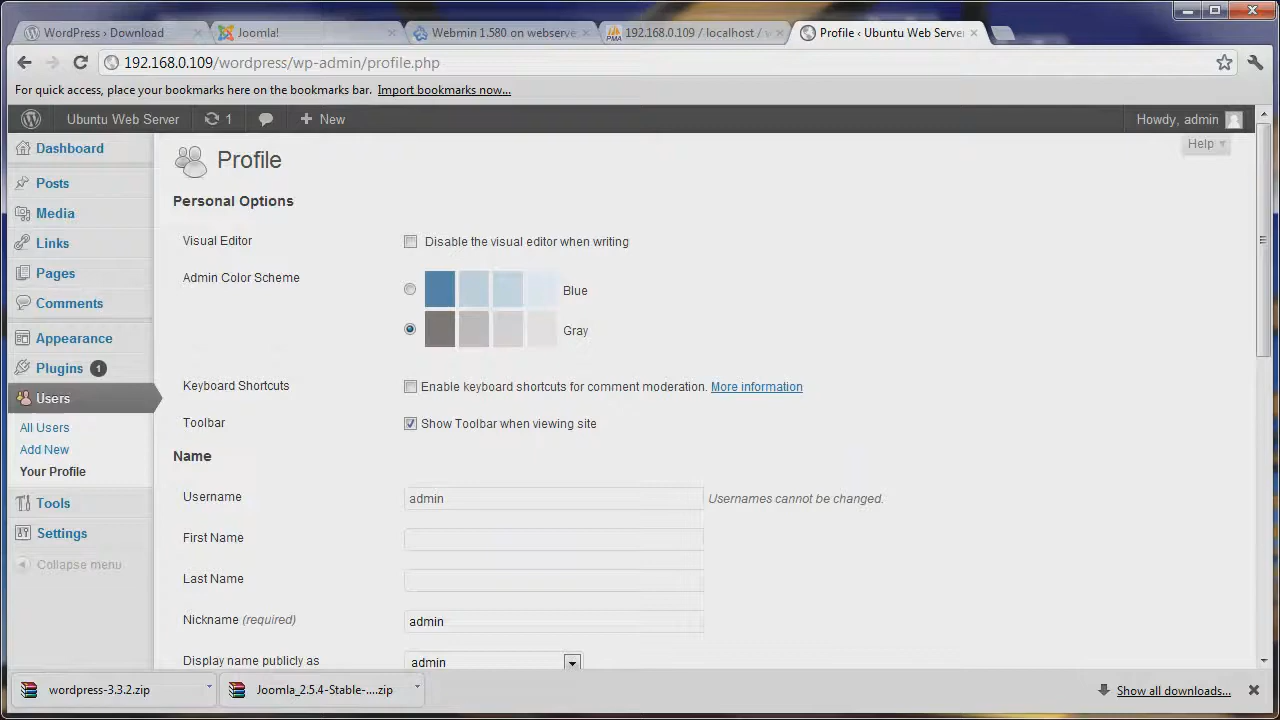 WordPress › Download
Joomla!
Webmin 1.580 on webserve
192.168.0.109 / localhost / w
Profile ‹ Ubuntu Web Server
192.168.0.109/wordpress/wp-admin/profile.php
For quick access, place your bookmarks here on the bookmarks bar. Import bookmarks now...
Ubuntu Web Server 1 + New Howdy, admin
Help
Dashboard
Posts
Media
Links
Pages
Comments
Appearance
Plugins 1
Users
All Users
Add New
Your Profile
Tools
Settings
Collapse menu
Profile
Personal Options
Visual Editor Disable the visual editor when writing
Admin Color Scheme
Blue
Gray
Keyboard Shortcuts Enable keyboard shortcuts for comment moderation. More information
Toolbar Show Toolbar when viewing site
Name
Username admin Usernames cannot be changed.
First Name
Last Name
Nickname (required) admin
Display name publicly as admin
wordpress-3.3.2.zip
Joomla_2.5.4-Stable-....zip
Show all downloads...